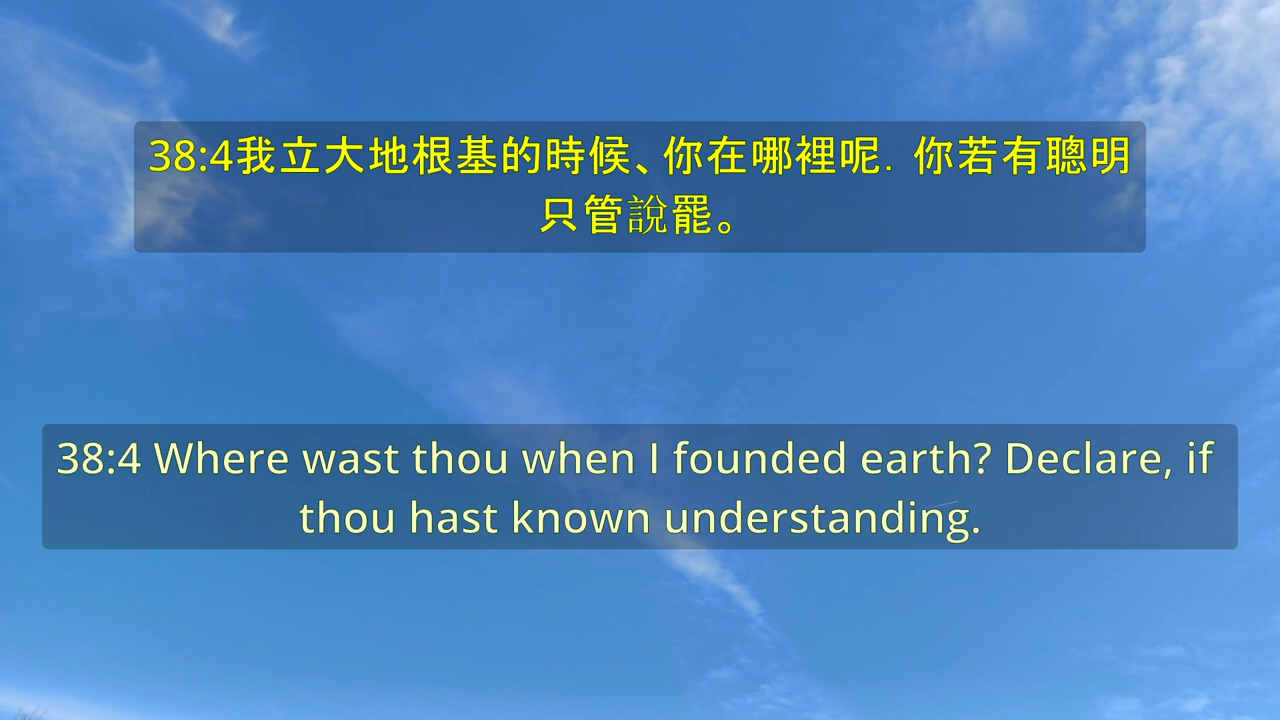 38:4我立大地根基的時候、你在哪裡呢．你若有聰明
只管說罷。
38:4 Where wast thou when I founded earth? Declare, if
thou hast known understanding.